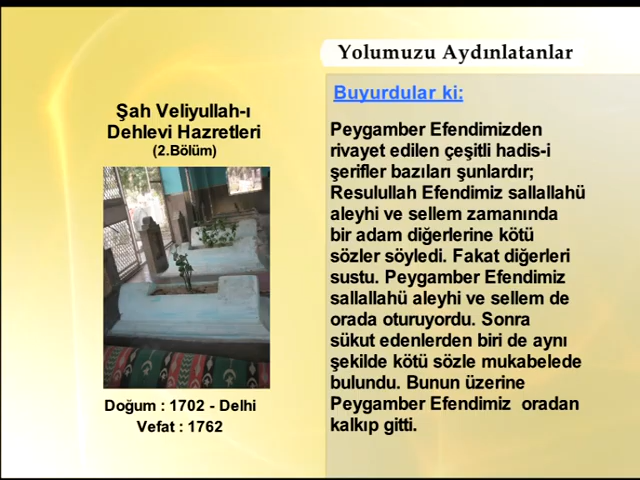 Yolumuzu Aydınlatanlar
Şah Veliyullah-ı
Dehlevi Hazretleri
(2.Bölüm)
Doğum : 1702 - Delhi
Vefat : 1762
Buyurdular ki:
Peygamber Efendimizden
rivayet edilen çeşitli hadis-i
şerifler bazıları şunlardır;
Resulullah Efendimiz sallallahü
aleyhi ve sellem zamanında
bir adam diğerlerine kötü
sözler söyledi. Fakat diğerleri
sustu. Peygamber Efendimiz
sallallahü aleyhi ve sellem de
orada oturuyordu. Sonra
sükut edenlerden biri de aynı
şekilde kötü sözle mukabelede
bulundu. Bunun üzerine
Peygamber Efendimiz  oradan
kalkıp gitti.